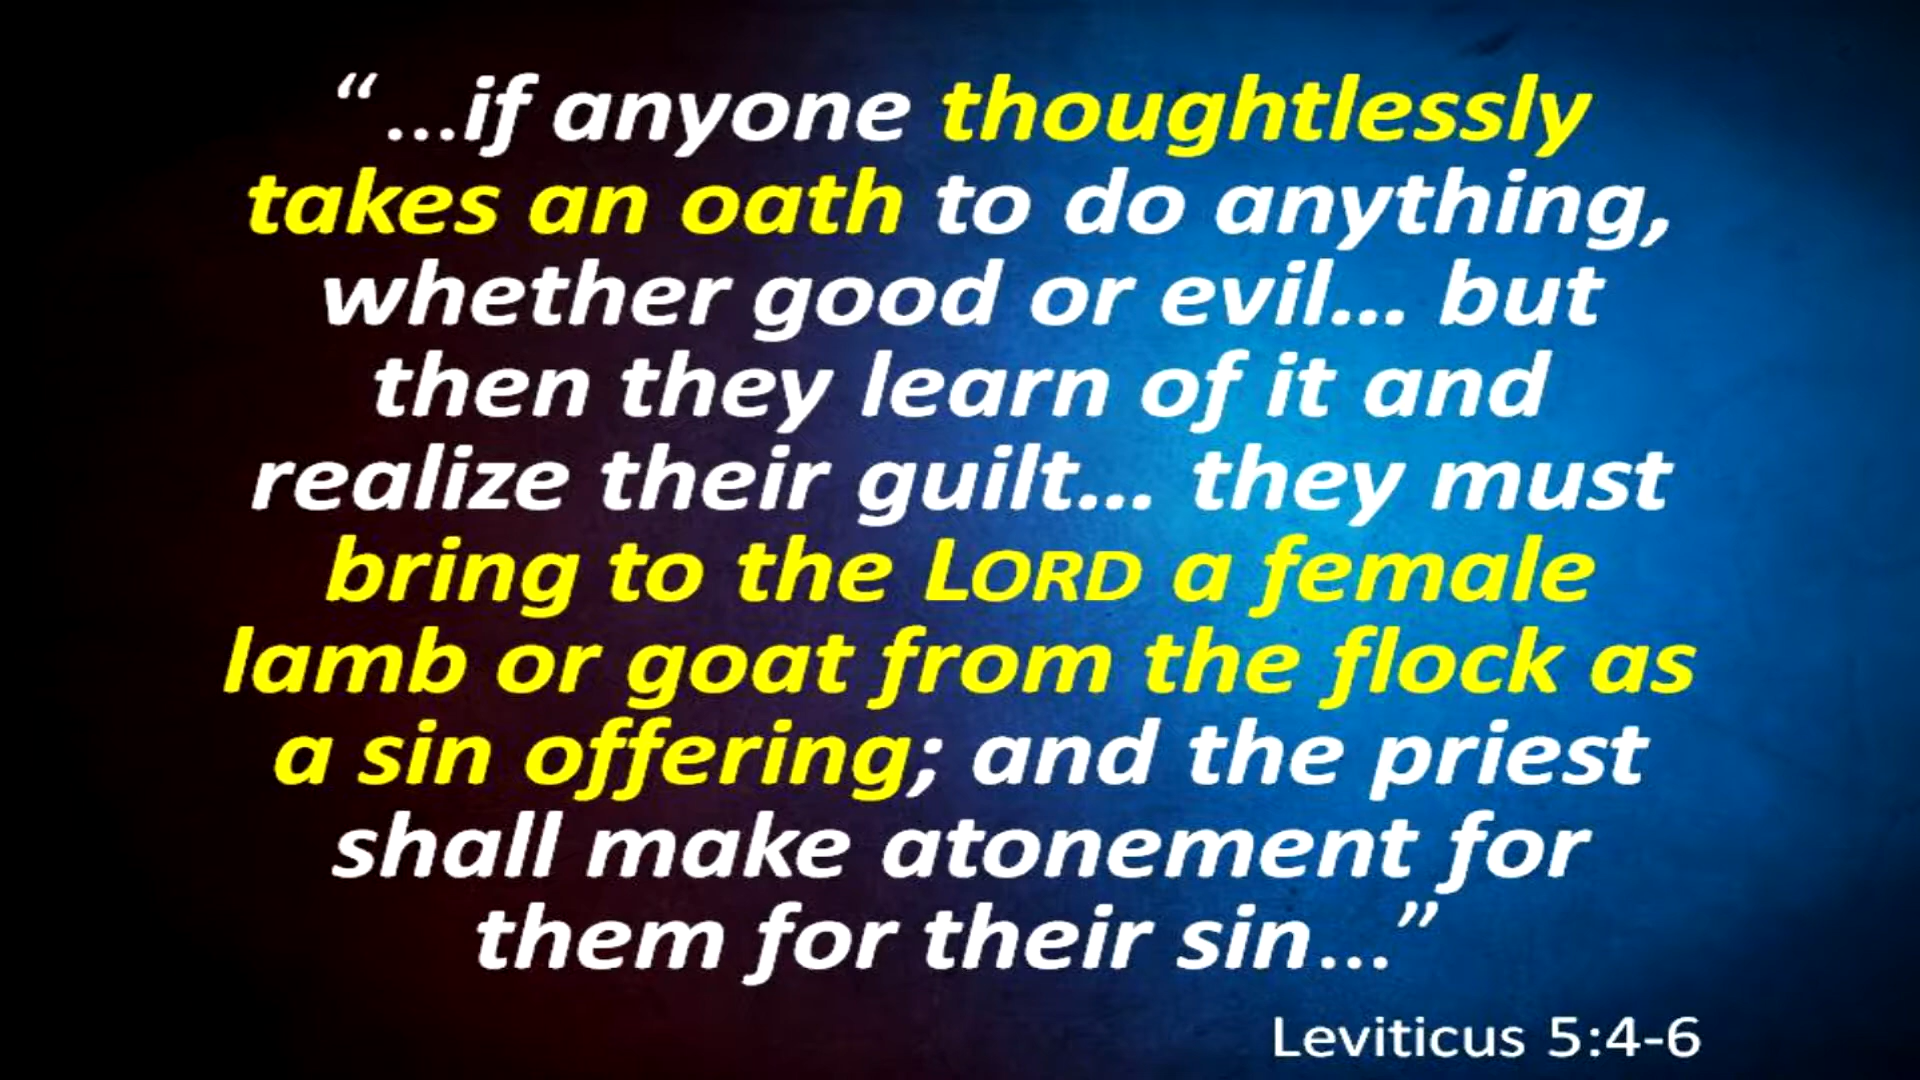 “...if anyone thoughtlessly
takes an oath to do anything,
whether good or evil... but
then they learn of it and
realize their guilt... they must
bring to the LORD a female
lamb or goat from the flock as
a sin offering; and the priest
shall make atonement for
them for their sin...”
Leviticus 5:4-6